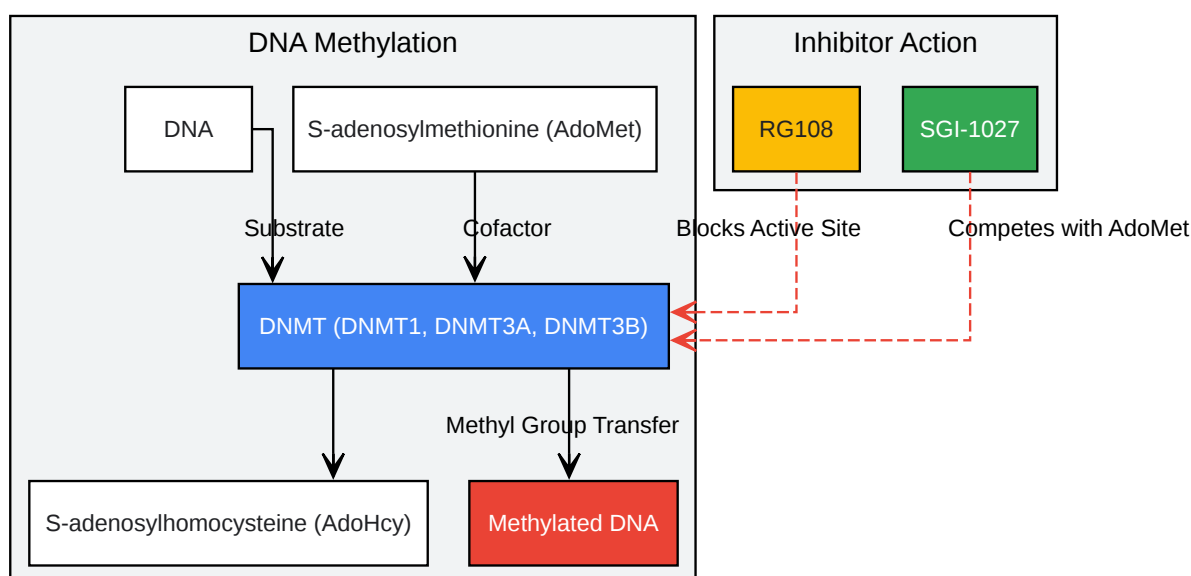 DNA Methylation
Inhibitor Action
DNA
S-adenosylmethionine (AdoMet)
RG108
SGI-1027
Substrate
Cofactor
Blocks Active Site
Competes with AdoMet
DNMT (DNMT1, DNMT3A, DNMT3B)
Methyl Group Transfer
S-adenosylhomocysteine (AdoHcy)
Methylated DNA